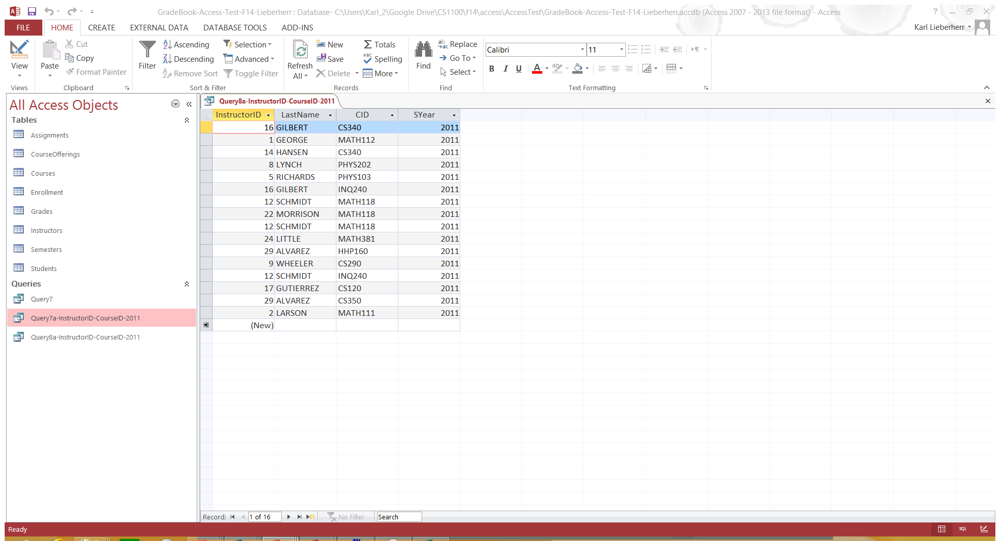 GradeBook-Access-Test-F14-Lieberherr : Database- C:\Users\Karl_2\Google Drive\CS1100\f14\access\AccessTest\GradeBook-Access-Test-F14-Lieberherr.accdb (Access 2007 - 2013 file format) - Access ?
FILE HOME CREATE EXTERNAL DATA DATABASE TOOLS ADD-INS Karl Lieberherr
View
Views
Paste
Cut
Copy
Format Painter
Clipboard
Filter
Ascending
Descending
Remove Sort
Selection
Advanced
Toggle Filter
Sort & Filter
Refresh
All
New
Save
Delete
Totals
Spelling
More
Records
Find
Replace
Go To
Select
Find
Calibri 11
B I U A
Text Formatting
All Access Objects
Tables
Assignments
CourseOfferings
Courses
Enrollment
Grades
Instructors
Semesters
Students
Queries
Query7
Query7a-InstructorID-CourseID-2011
Query8a-InstructorID-CourseID-2011
Query8a-InstructorID-CourseID-2011
InstructorID LastName CID SYear
16 GILBERT CS340 2011
1 GEORGE MATH112 2011
14 HANSEN CS340 2011
8 LYNCH PHYS202 2011
5 RICHARDS PHYS103 2011
16 GILBERT INQ240 2011
12 SCHMIDT MATH118 2011
22 MORRISON MATH118 2011
12 SCHMIDT MATH118 2011
24 LITTLE MATH381 2011
29 ALVAREZ HHP160 2011
9 WHEELER CS290 2011
12 SCHMIDT INQ240 2011
17 GUTIERREZ CS120 2011
29 ALVAREZ CS350 2011
2 LARSON MATH111 2011
(New)
Record: 1 of 16 No Filter Search
Ready SQL